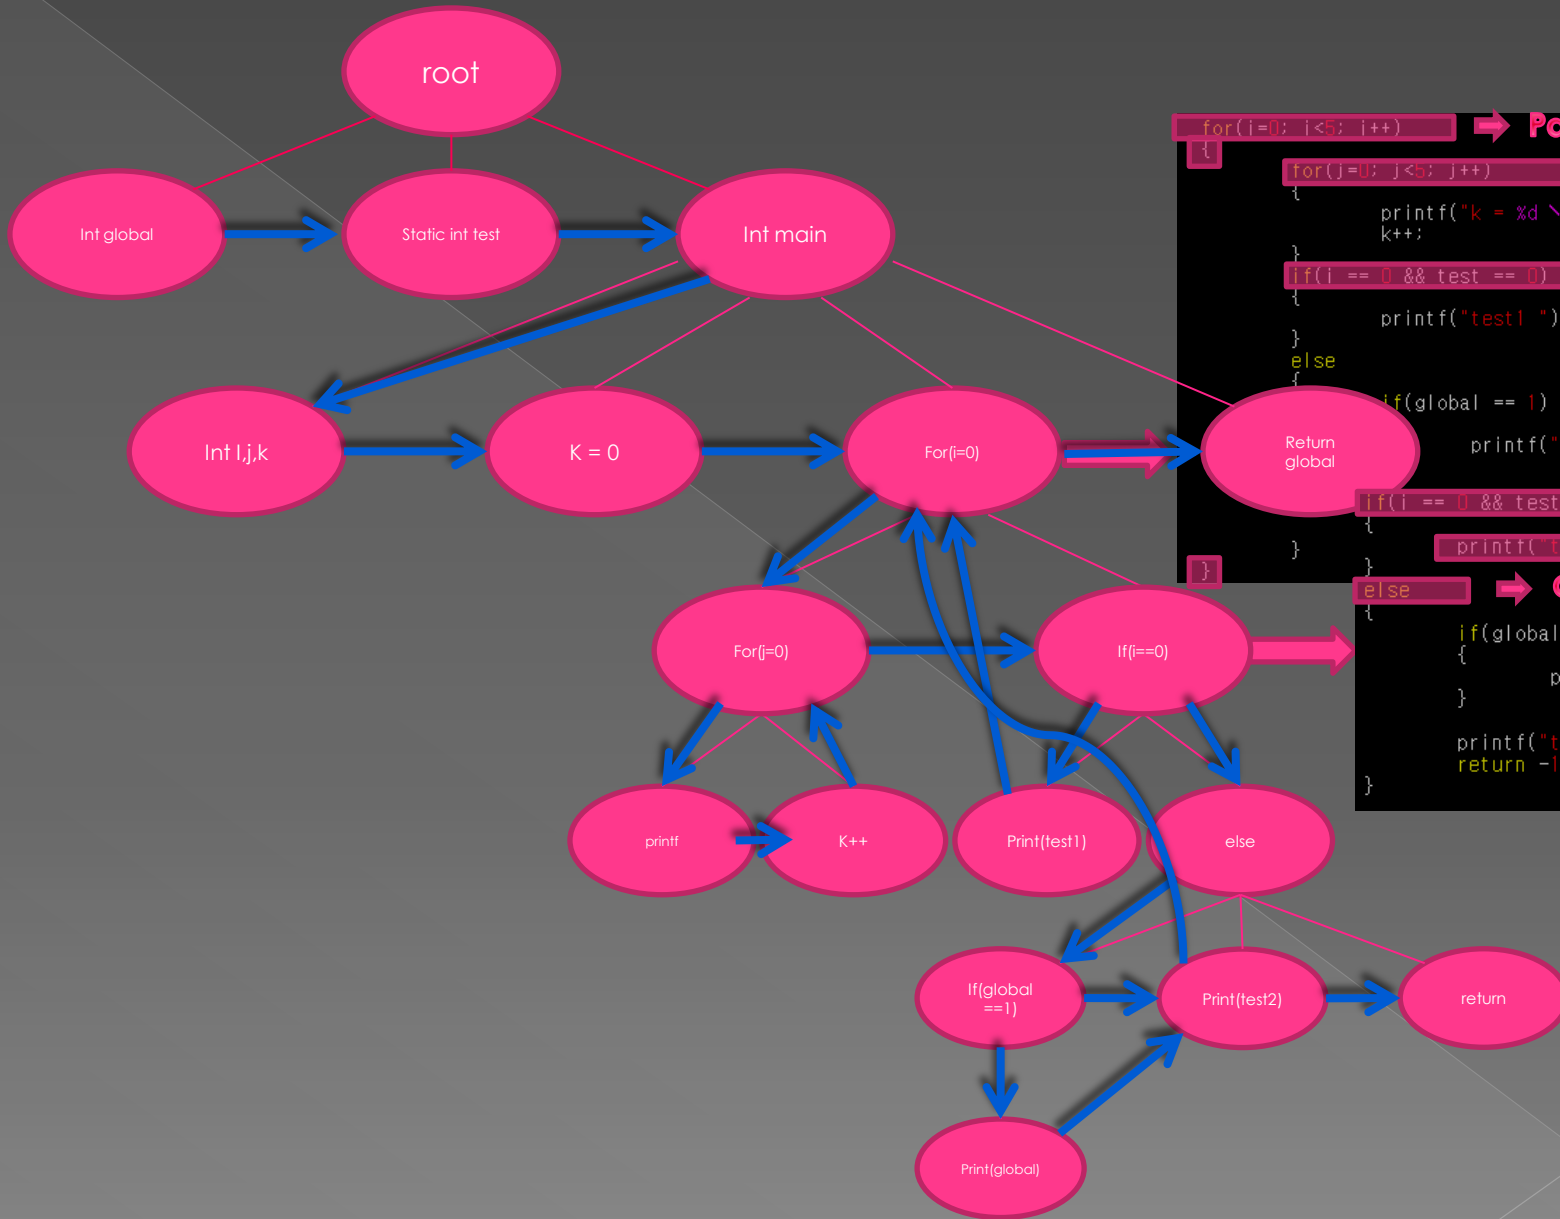 root
Int global
Static int test
Int main
Int I,j,k
K = 0
For(i=0)
Return
global
For(j=0)
If(i==0)
printf
K++
Print(test1)
else
If(global
==1)
Print(test2)
return
Print(global)
for(i=0; i<5; i++)
{
for(j=0; j<5; j++)
{
printf("k = %d \
k++;
}
if(i == 0 && test == 0)
{
printf("test1 ")
}
else
{
if(global == 1)
printf("
}
}
if(i == 0 && test
{
printf("t
}
else
{
if(global
{
p
}
printf("t
return -1
}